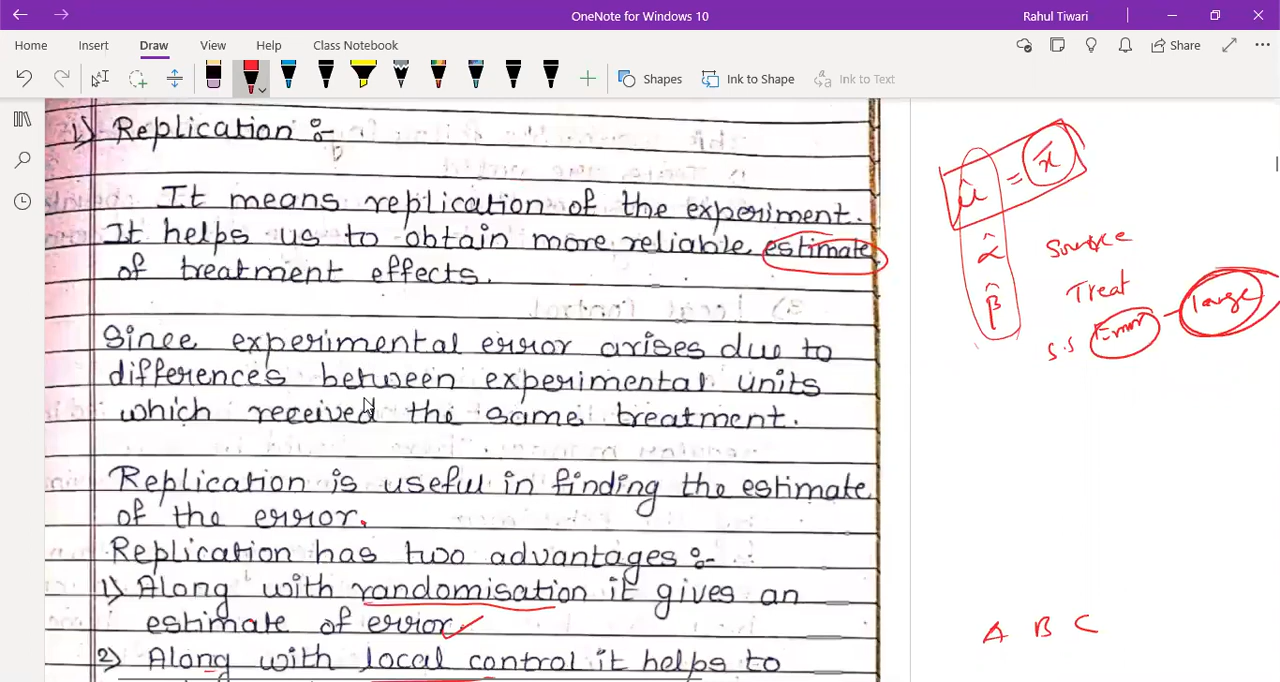 OneNote for Windows 10
Rahul Tiwari
Home Insert Draw View Help Class Notebook
Share
Shapes
Ink to Shape
Ink to Text
1) Replication :-
It means replication of the experiment.
It helps us to obtain more reliable estimate
of treatment effects.
Since experimental error arises due to
differences between experimental units
which received the same treatment.
Replication is useful in finding the estimate
of the error.
Replication has two advantages :-
1) Along with randomisation it gives an
estimate of error
2) Along with local control it helps to
μ̂ = x̄
α̂
β̂
Source
Treat
S.S Error - large
A B C